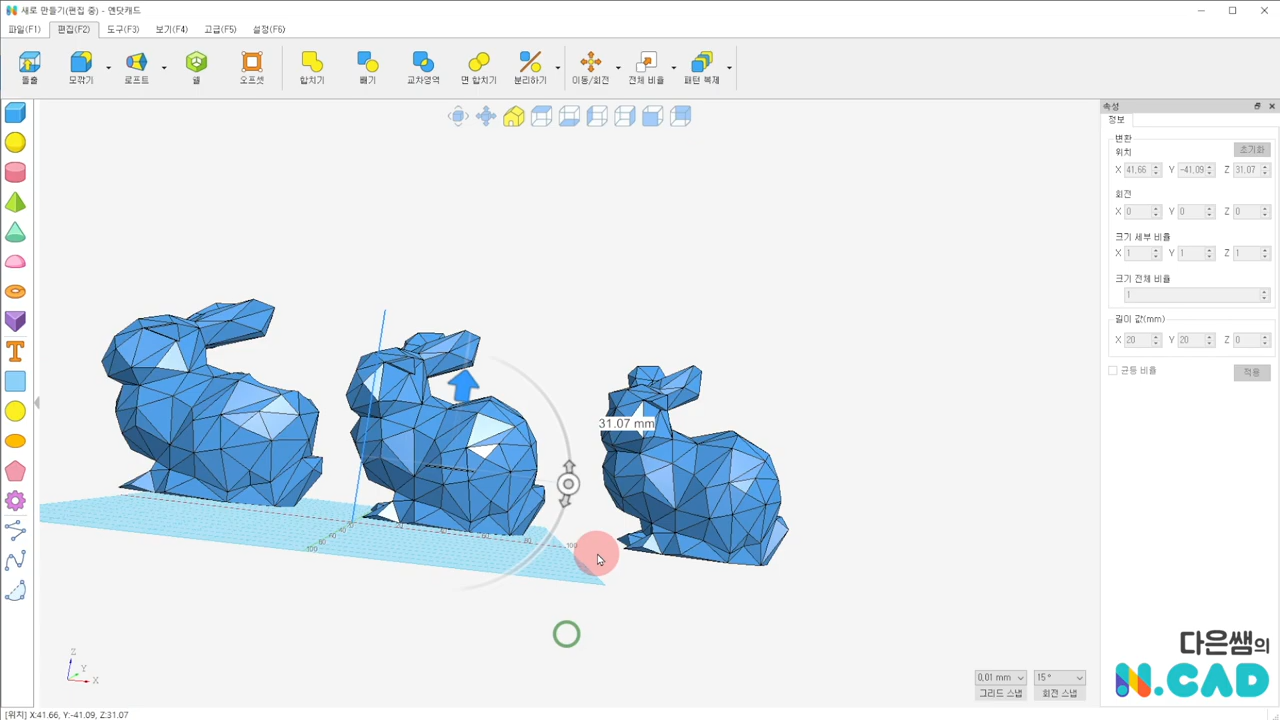 새로 만들기(편집 중) - 엔닷캐드
파일(F1) 편집(F2) 도구(F3) 보기(F4) 고급(F5) 설정(F6)
돌출 모깎기 로프트 쉘 오프셋 합치기 빼기 교차영역 면 합치기 분리하기 이동/회전 전체 비율 패턴 복제
속성
정보
변환
위치 초기화
X 41,66 Y -41,09 Z 31,07
회전
X 0 Y 0 Z 0
크기 세부 비율
X 1 Y 1 Z 1
크기 전체 비율
1
길이 값(mm)
X 20 Y 20 Z 0
균등 비율 적용
31.07 mm
Z
Y
X
0,01 mm 15 °
그리드 스냅 회전 스냅
다은쌤의
N.CAD
[위치] X:41.66, Y:-41.09, Z:31.07